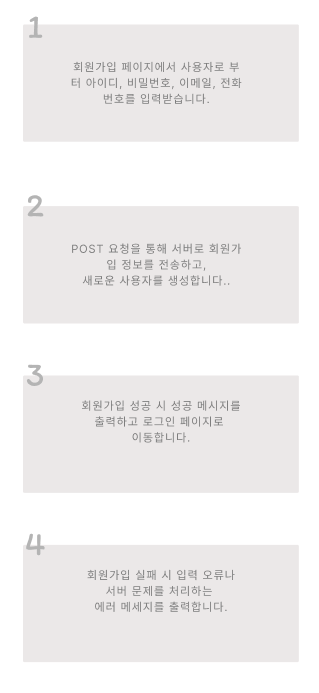 1
회원가입 페이지에서 사용자로 부
터 아이디, 비밀번호, 이메일, 전화
번호를 입력받습니다.
2
POST 요청을 통해 서버로 회원가
입 정보를 전송하고,
새로운 사용자를 생성합니다..
3
회원가입 성공 시 성공 메시지를
출력하고 로그인 페이지로
이동합니다.
4
회원가입 실패 시 입력 오류나
서버 문제를 처리하는
에러 메세지를 출력합니다.